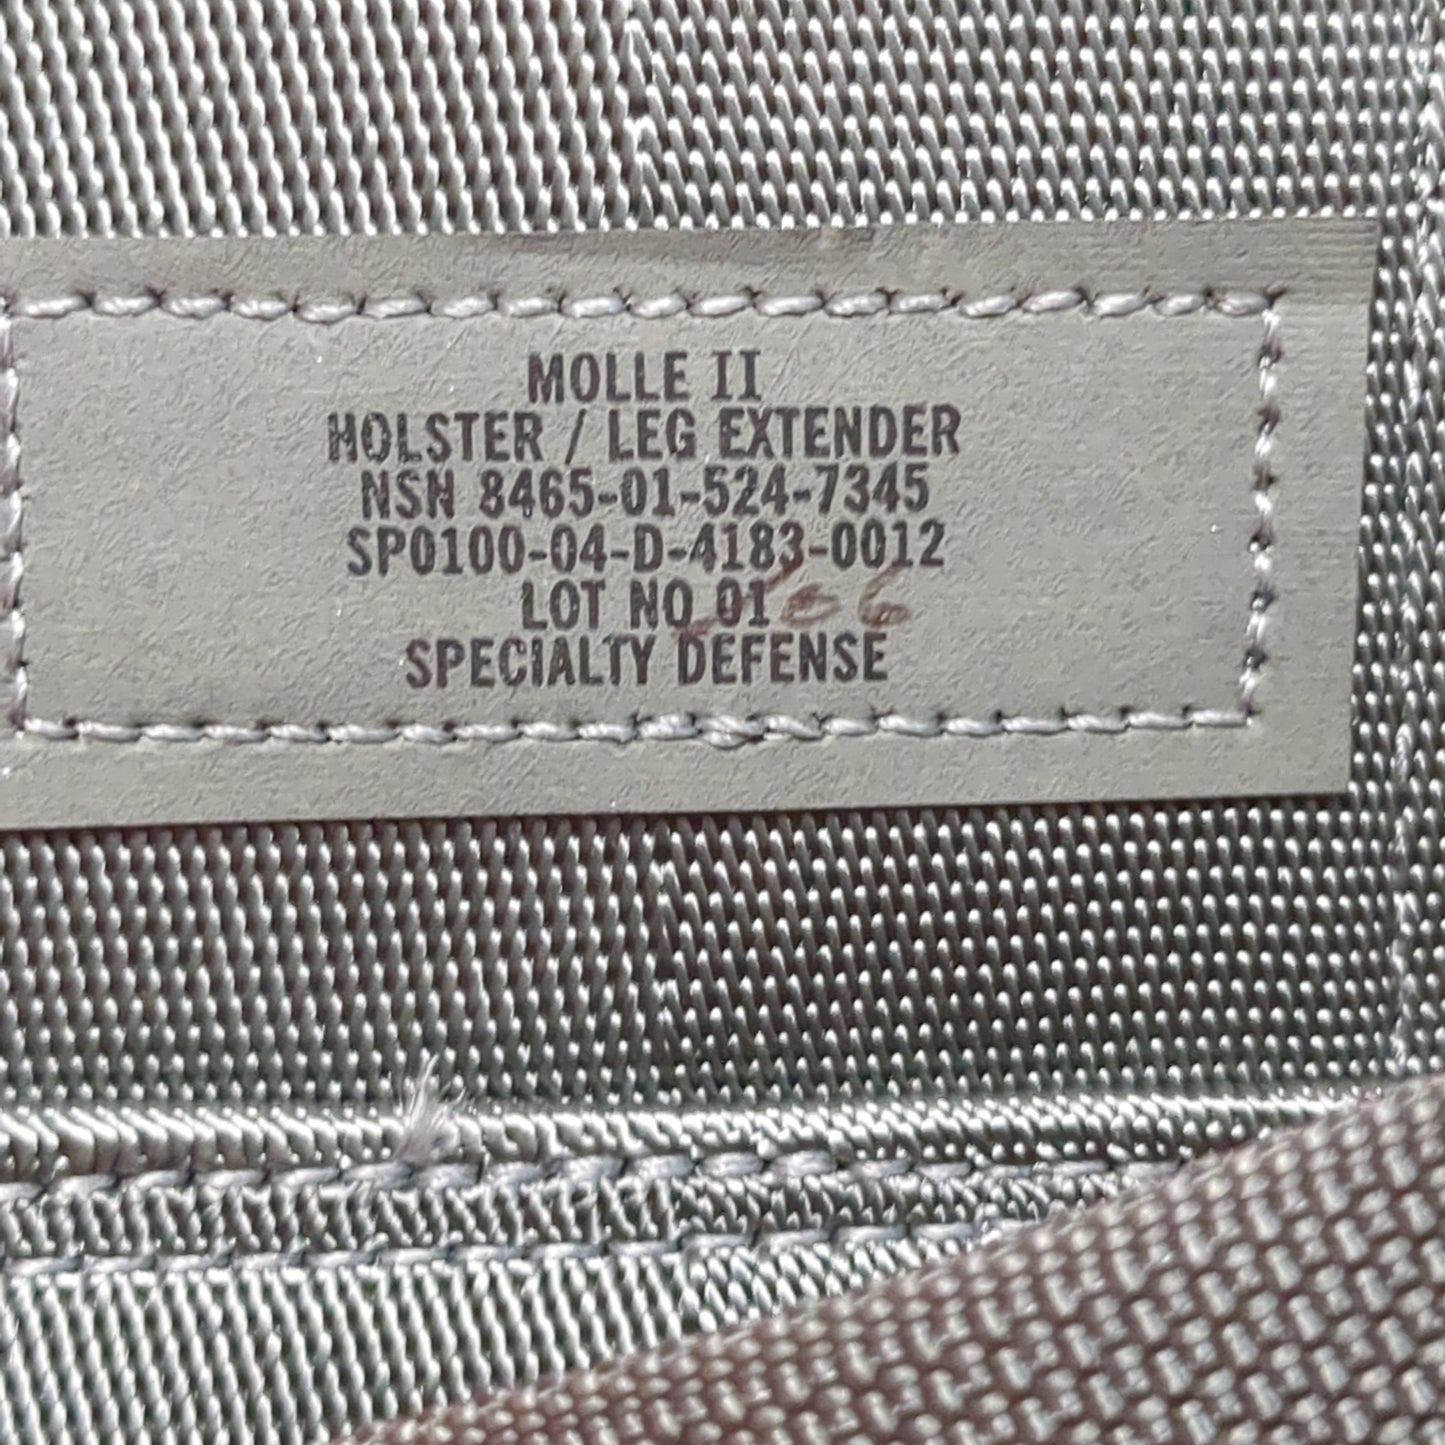 MOLLE II
HOLSTER / LEG EXTENDER
NSN 8465-01-524-7345
SP0100-04-D-4183-0012
LOT NO 01
SPECIALTY DEFENSE